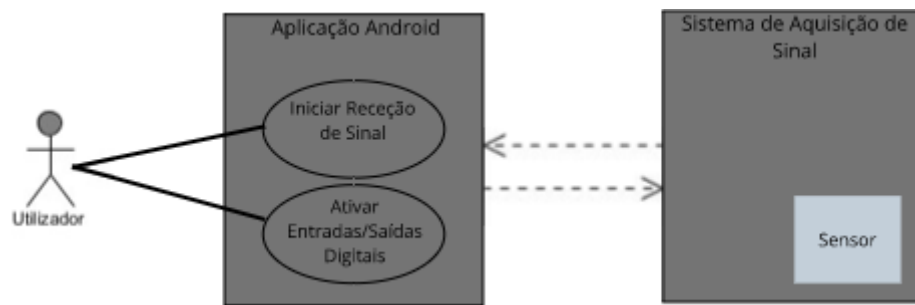 Aplicação Android
Iniciar Receção
de Sinal
Ativar
Entradas/Saídas
Digitais
Utilizador
Sistema de Aquisição de
Sinal
Sensor